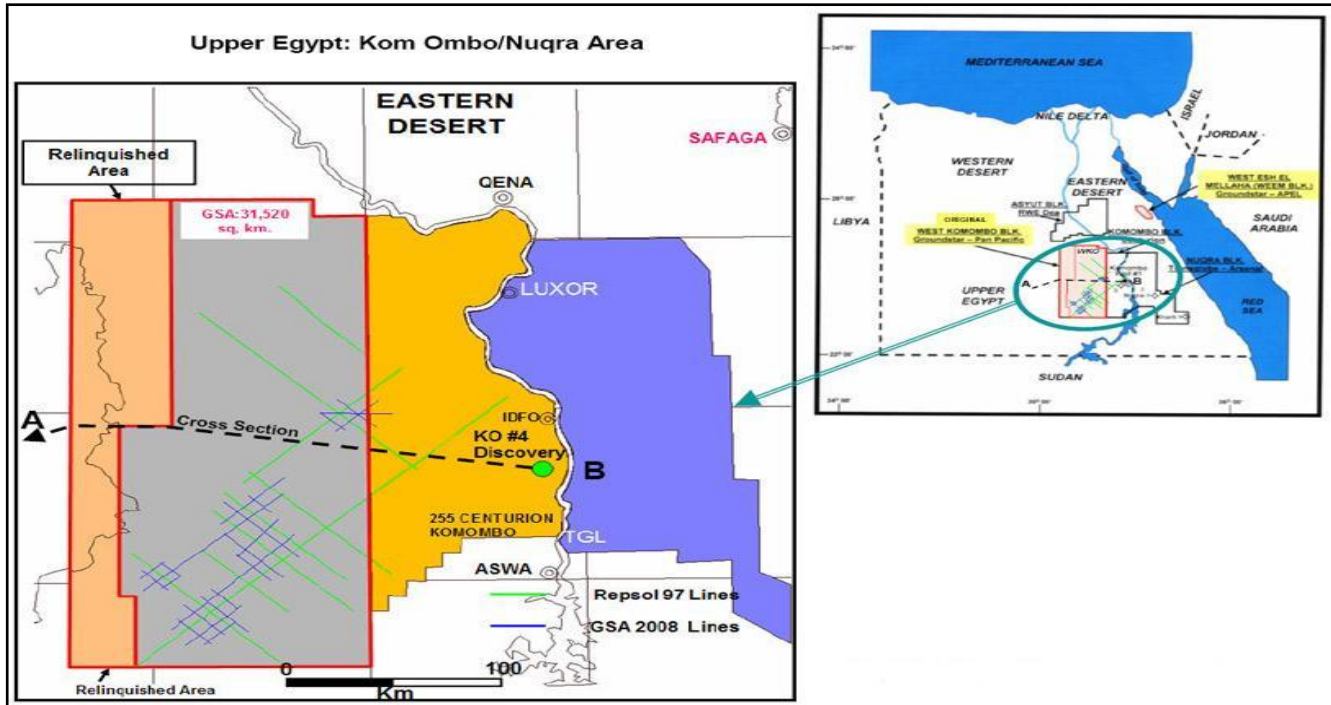 Upper Egypt: Kom Ombo/Nuqra Area
EASTERN
DESERT
SAFAGA
Relinquished
Area
QENA
GSA:31,520
sq, km.
LUXOR
IDFO
A
Cross Section
KO #4
Discovery
B
255 CENTURION
KOMOMBO
TGL
ASWA
Repsol 97 Lines
GSA 2008 Lines
0
100
Km
Relinquished Area
MEDITERRANEAN SEA
ISRAEL
NILE DELTA
JORDAN
WESTERN
DESERT
EASTERN
DESERT
WEST ESH EL
MELLAHA (WEEM BLK.)
Groundstar – APEL
ASYUT BLK.
RWE Dea
LIBYA
SAUDI
ARABIA
ORIGINAL
WEST KOMOMBO BLK.
Groundstar – Pan Pacific
KOMOMBO BLK.
WKO
NUQRA BLK.
A
B
UPPER
EGYPT
RED
SEA
SUDAN